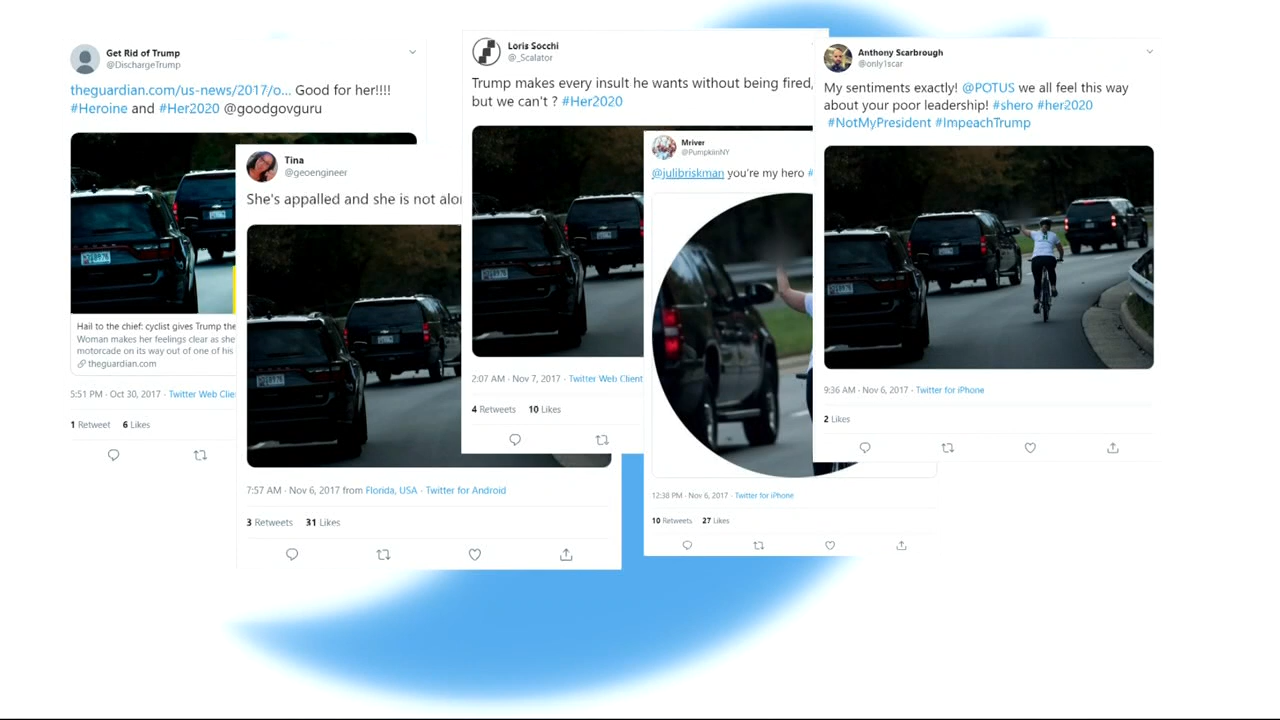 Get Rid of Trump
@DischargeTrump
theguardian.com/us-news/2017/o... Good for her!!!!
#Heroine and #Her2020 @goodgovguru
Hail to the chief: cyclist gives Trump the
Woman makes her feelings clear as she
motorcade on its way out of one of his
theguardian.com
5:51 PM · Oct 30, 2017 · Twitter Web Clie
1 Retweet 6 Likes
Tina
@geoengineer
She's appalled and she is not alo
7:57 AM · Nov 6, 2017 from Florida, USA · Twitter for Android
3 Retweets 31 Likes
Loris Socchi
@_Scalator
Trump makes every insult he wants without being fired,
but we can't ? #Her2020
2:07 AM · Nov 7, 2017 · Twitter Web Client
4 Retweets 10 Likes
Mriver
@PumpkiinNY
@julibriskman you're my hero #
12:38 PM · Nov 6, 2017 · Twitter for iPhone
10 Retweets 27 Likes
Anthony Scarbrough
@only1scar
My sentiments exactly! @POTUS we all feel this way
about your poor leadership! #shero #her2020
#NotMyPresident #ImpeachTrump
9:36 AM · Nov 6, 2017 · Twitter for iPhone
2 Likes